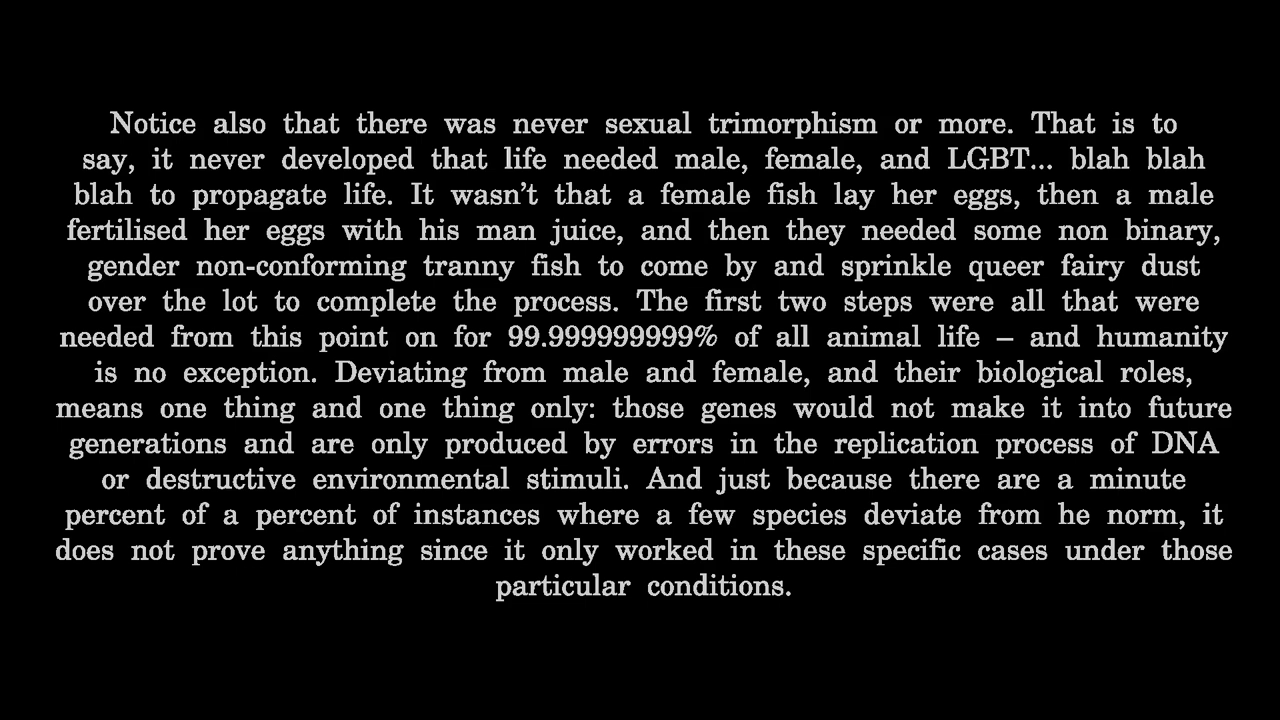 Notice also that there was never sexual trimorphism or more. That is to
say, it never developed that life needed male, female, and LGBT... blah blah
blah to propagate life. It wasn't that a female fish lay her eggs, then a male
fertilised her eggs with his man juice, and then they needed some non binary,
gender non-conforming tranny fish to come by and sprinkle queer fairy dust
over the lot to complete the process. The first two steps were all that were
needed from this point on for 99.999999999% of all animal life – and humanity
is no exception. Deviating from male and female, and their biological roles,
means one thing and one thing only: those genes would not make it into future
generations and are only produced by errors in the replication process of DNA
or destructive environmental stimuli. And just because there are a minute
percent of a percent of instances where a few species deviate from he norm, it
does not prove anything since it only worked in these specific cases under those
particular conditions.